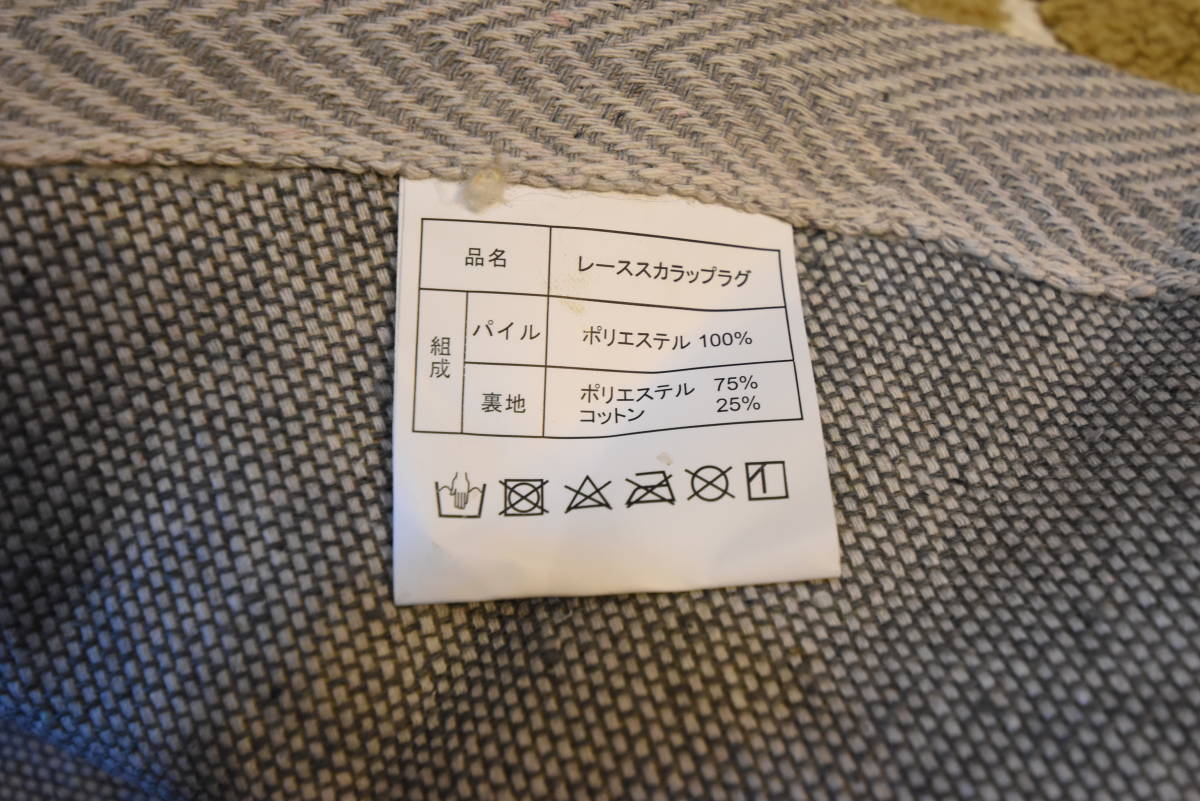 品名 レーススカラップラグ
組成
パイル ポリエステル 100%
裏地 ポリエステル 75%
コットン 25%